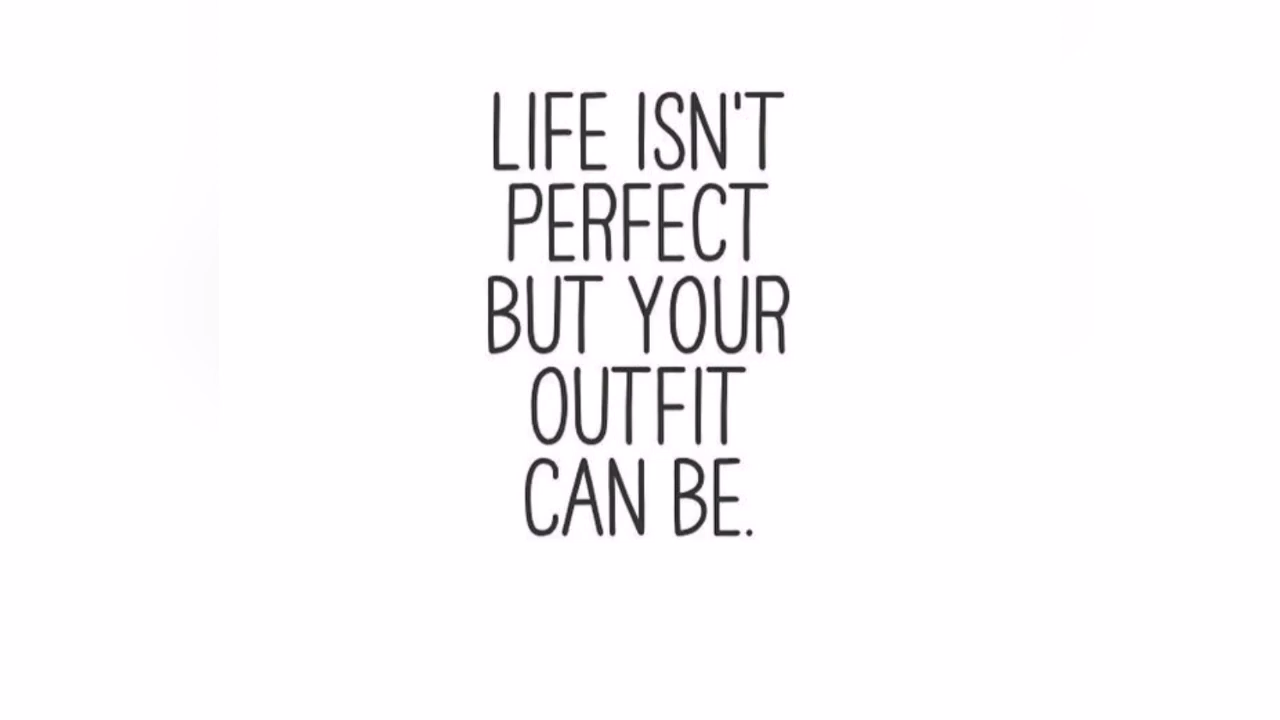 LIFE ISN'T
PERFECT
BUT YOUR
OUTFIT
CAN BE.